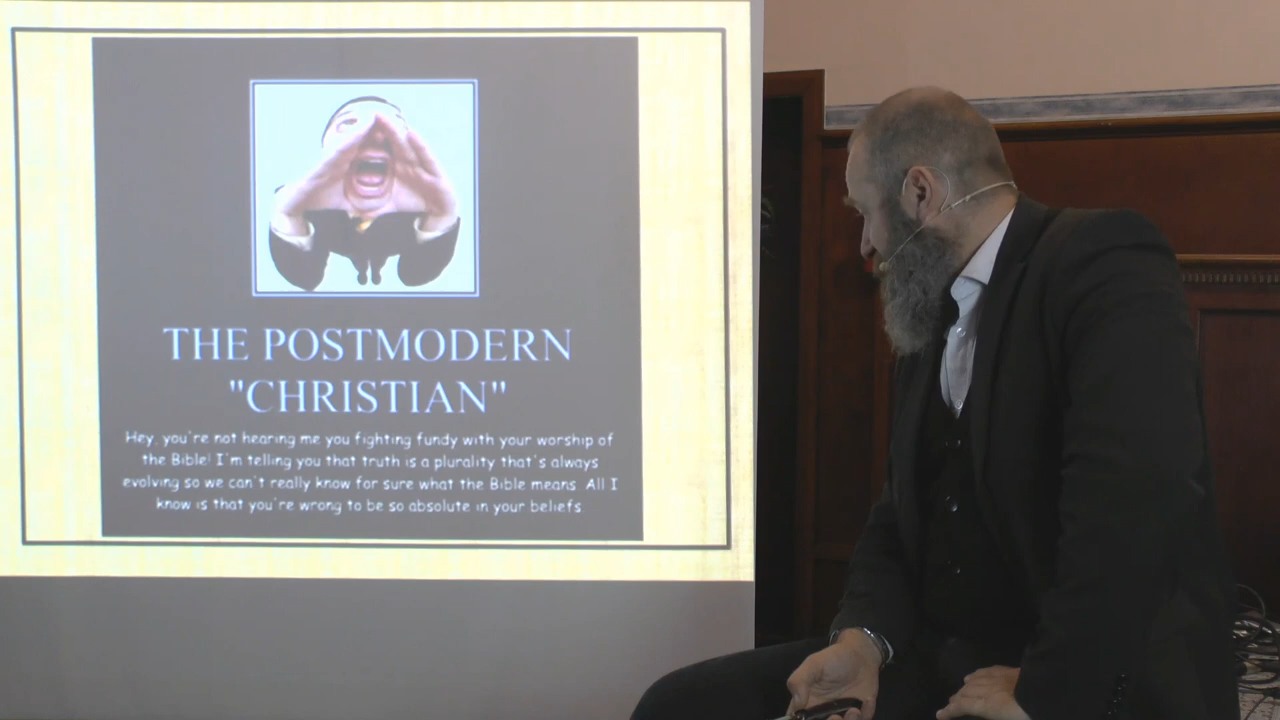 THE POSTMODERN
"CHRISTIAN"
Hey, you're not hearing me you fighting fundy with your worship of
the Bible! I'm telling you that truth is a plurality that's always
evolving so we can't really know for sure what the Bible means. All I
know is that you're wrong to be so absolute in your beliefs